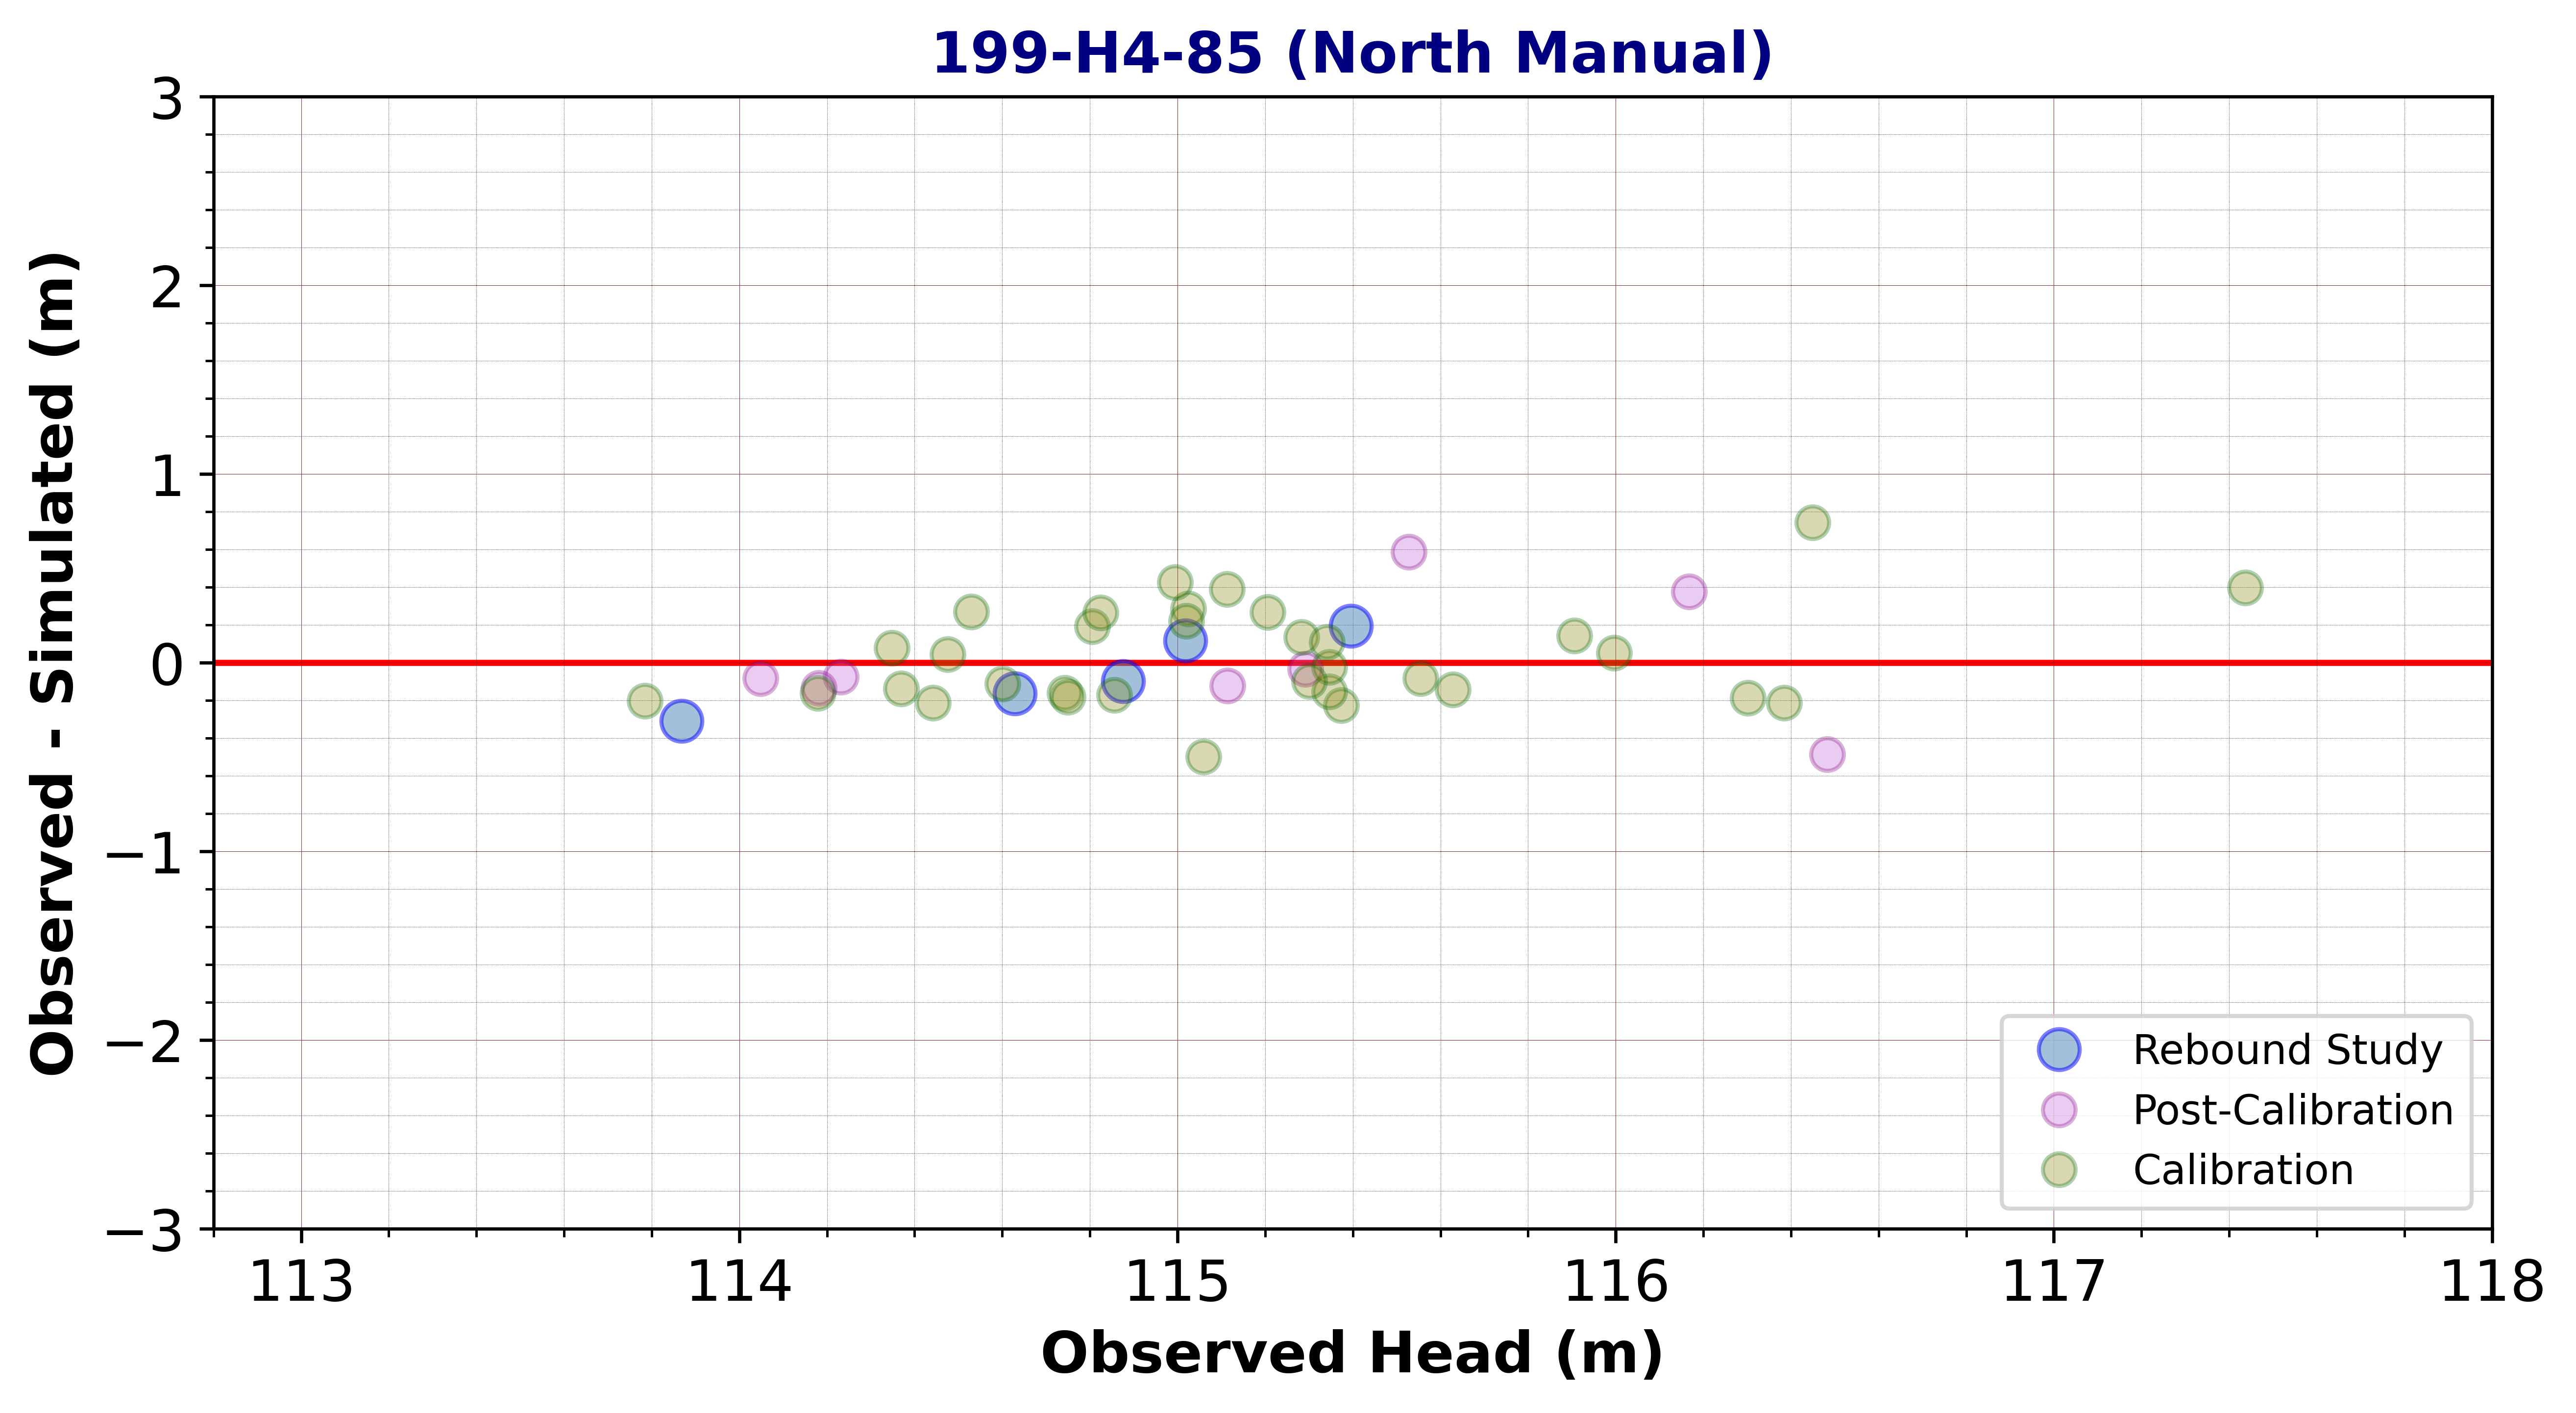 199-H4-85 (North Manual)
3
2
1
0
−1
−2
−3
Observed - Simulated (m)
113 114 115 116 117 118
Observed Head (m)
Rebound Study
Post-Calibration
Calibration